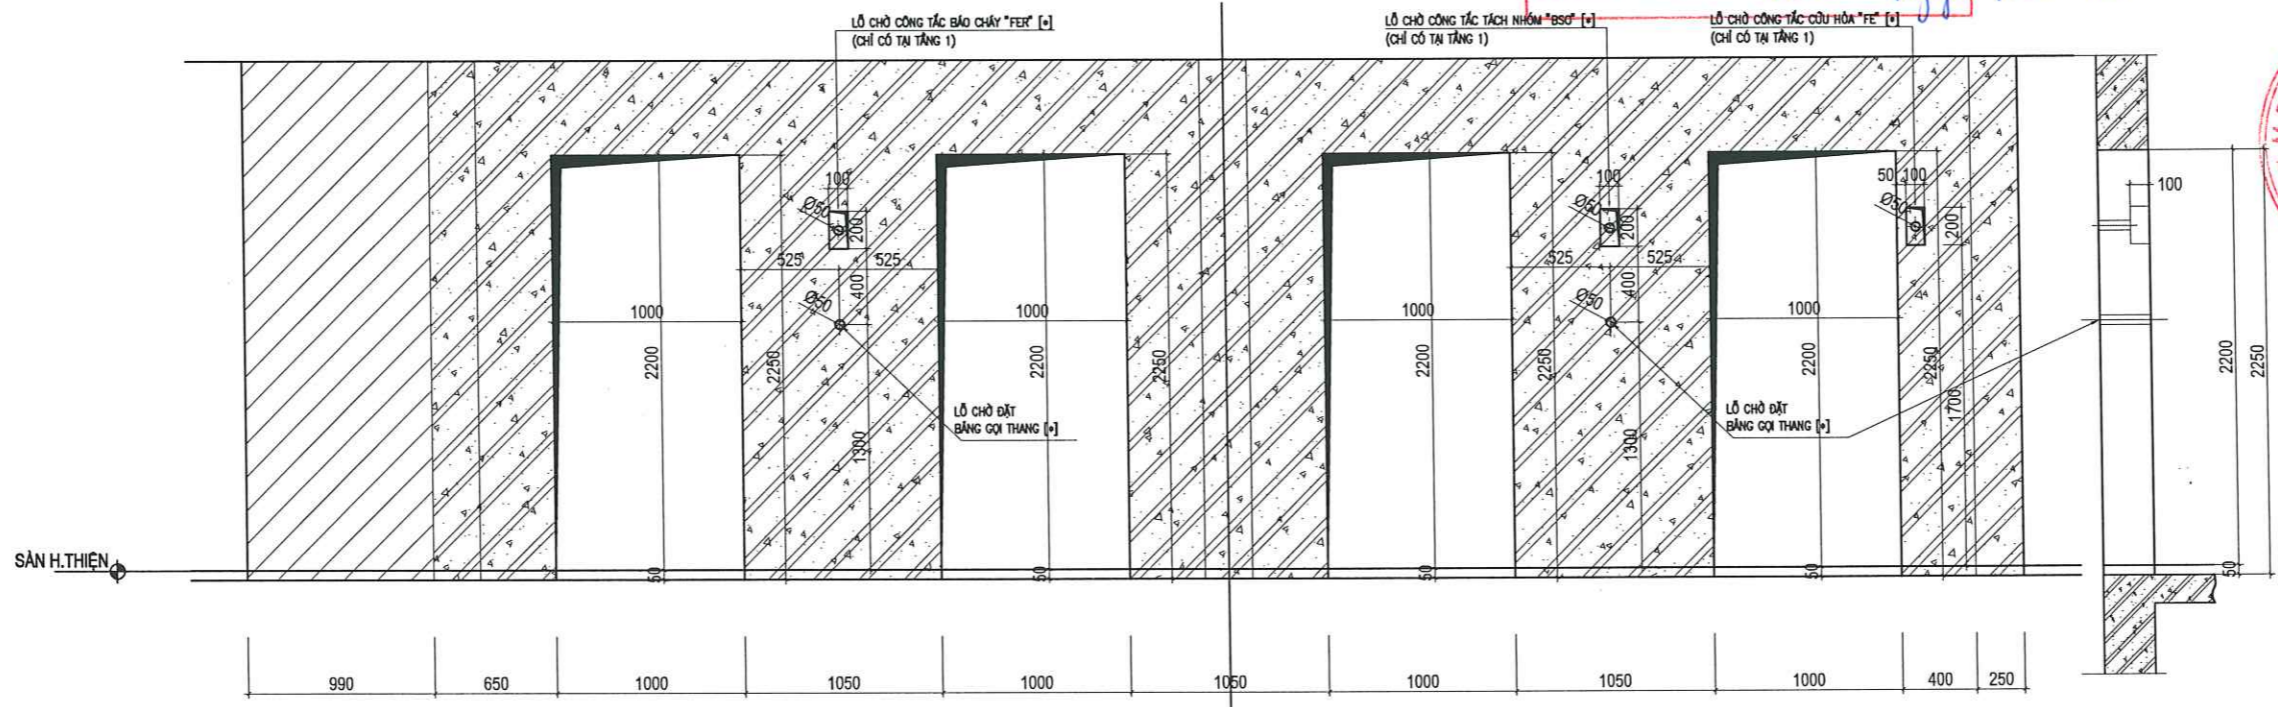 LỖ CHỜ CÔNG TẮC BÁO CHÁY "FER" [*]
(CHỈ CÓ TẠI TẦNG 1)
LỖ CHỜ CÔNG TẮC TÁCH NHÓM "BSO" [*]
(CHỈ CÓ TẠI TẦNG 1)
LỖ CHỜ CÔNG TẮC CỨU HỎA "FE" [*]
(CHỈ CÓ TẠI TẦNG 1)
100
100
50 100
100
Ø50
Ø50
Ø50
200
200
200
525
525
525
525
400
400
Ø50
Ø50
1000
1000
1000
1000
2200
2250
2200
2250
2200
2250
2200
2250
2200
2250
LỖ CHỜ ĐẶT
BẢNG GỌI THANG [*]
LỖ CHỜ ĐẶT
BẢNG GỌI THANG [*]
1300
1300
1700
SÀN H.THIỆN
50
50
50
50
50
990 650 1000 1050 1000 1050 1000 1050 1000 400 250